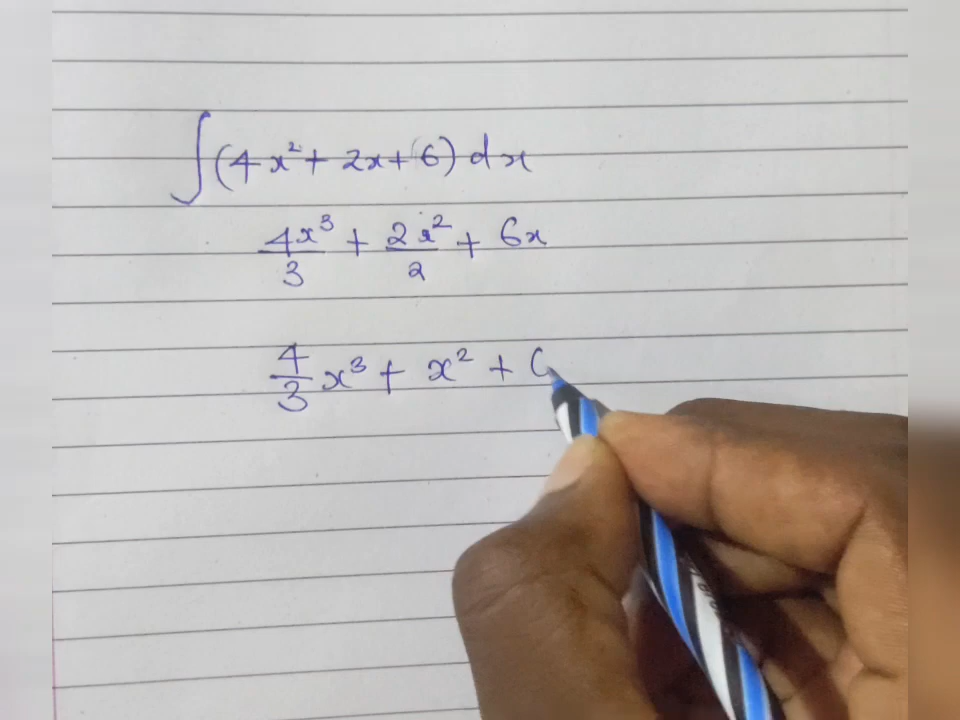 ∫(4x² + 2x + 6) dx
4x³/3 + 2x²/2 + 6x
4/3 x³ + x² +